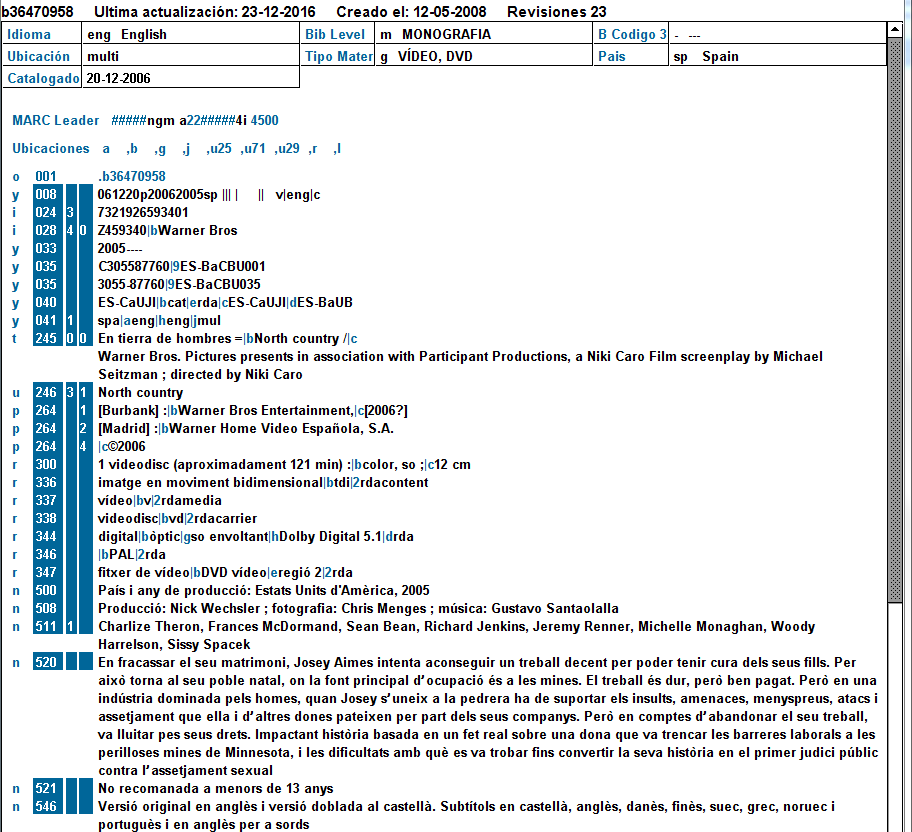 b36470958 Ultima actualización: 23-12-2016 Creado el: 12-05-2008 Revisiones 23
Idioma eng English Bib Level m MONOGRAFIA B Codigo 3 - ---
Ubicación multi Tipo Mater g VÍDEO, DVD País sp Spain
Catalogado 20-12-2006
MARC Leader #####ngm a22#####4i 4500
Ubicaciones a ,b ,g ,j ,u25 ,u71 ,u29 ,r ,l
o 001 .b36470958
y 008 061220p20062005sp ||| | || v|eng|c
i 024 3 7321926593401
i 028 4 0 Z459340|bWarner Bros
y 033 2005----
y 035 C305587760|9ES-BaCBU001
y 035 3055-87760|9ES-BaCBU035
y 040 ES-CaUJI|bcat|erda|cES-CaUJI|dES-BaUB
y 041 1 spa|aeng|heng|jmul
t 245 0 0 En tierra de hombres =|bNorth country /|c
Warner Bros. Pictures presents in association with Participant Productions, a Niki Caro Film screenplay by Michael
Seitzman ; directed by Niki Caro
u 246 3 1 North country
p 264 1 [Burbank] :|bWarner Bros Entertainment,|c[2006?]
p 264 2 [Madrid] :|bWarner Home Video Española, S.A.
p 264 4 |c©2006
r 300 1 videodisc (aproximadament 121 min) :|bcolor, so ;|c12 cm
r 336 imatge en moviment bidimensional|btdi|2rdacontent
r 337 vídeo|bv|2rdamedia
r 338 videodisc|bvd|2rdacarrier
r 344 digital|bòptic|gso envoltant|hDolby Digital 5.1|drda
r 346 |bPAL|2rda
r 347 fitxer de vídeo|bDVD vídeo|eregió 2|2rda
n 500 País i any de producció: Estats Units d'Amèrica, 2005
n 508 Producció: Nick Wechsler ; fotografia: Chris Menges ; música: Gustavo Santaolalla
n 511 1 Charlize Theron, Frances McDormand, Sean Bean, Richard Jenkins, Jeremy Renner, Michelle Monaghan, Woody
Harrelson, Sissy Spacek
n 520 En fracassar el seu matrimoni, Josey Aimes intenta aconseguir un treball decent per poder tenir cura dels seus fills. Per
això torna al seu poble natal, on la font principal d'ocupació és a les mines. El treball és dur, però ben pagat. Però en una
indústria dominada pels homes, quan Josey s'uneix a la pedrera ha de suportar els insults, amenaces, menyspreus, atacs i
assetjament que ella i d'altres dones pateixen per part dels seus companys. Però en comptes d'abandonar el seu treball,
va lluitar pes seus drets. Impactant història basada en un fet real sobre una dona que va trencar les barreres laborals a les
perilloses mines de Minnesota, i les dificultats amb què es va trobar fins convertir la seva història en el primer judici públic
contra l'assetjament sexual
n 521 No recomanada a menors de 13 anys
n 546 Versió original en anglès i versió doblada al castellà. Subtítols en castellà, anglès, danès, finès, suec, grec, noruec i
portuguès i en anglès per a sords